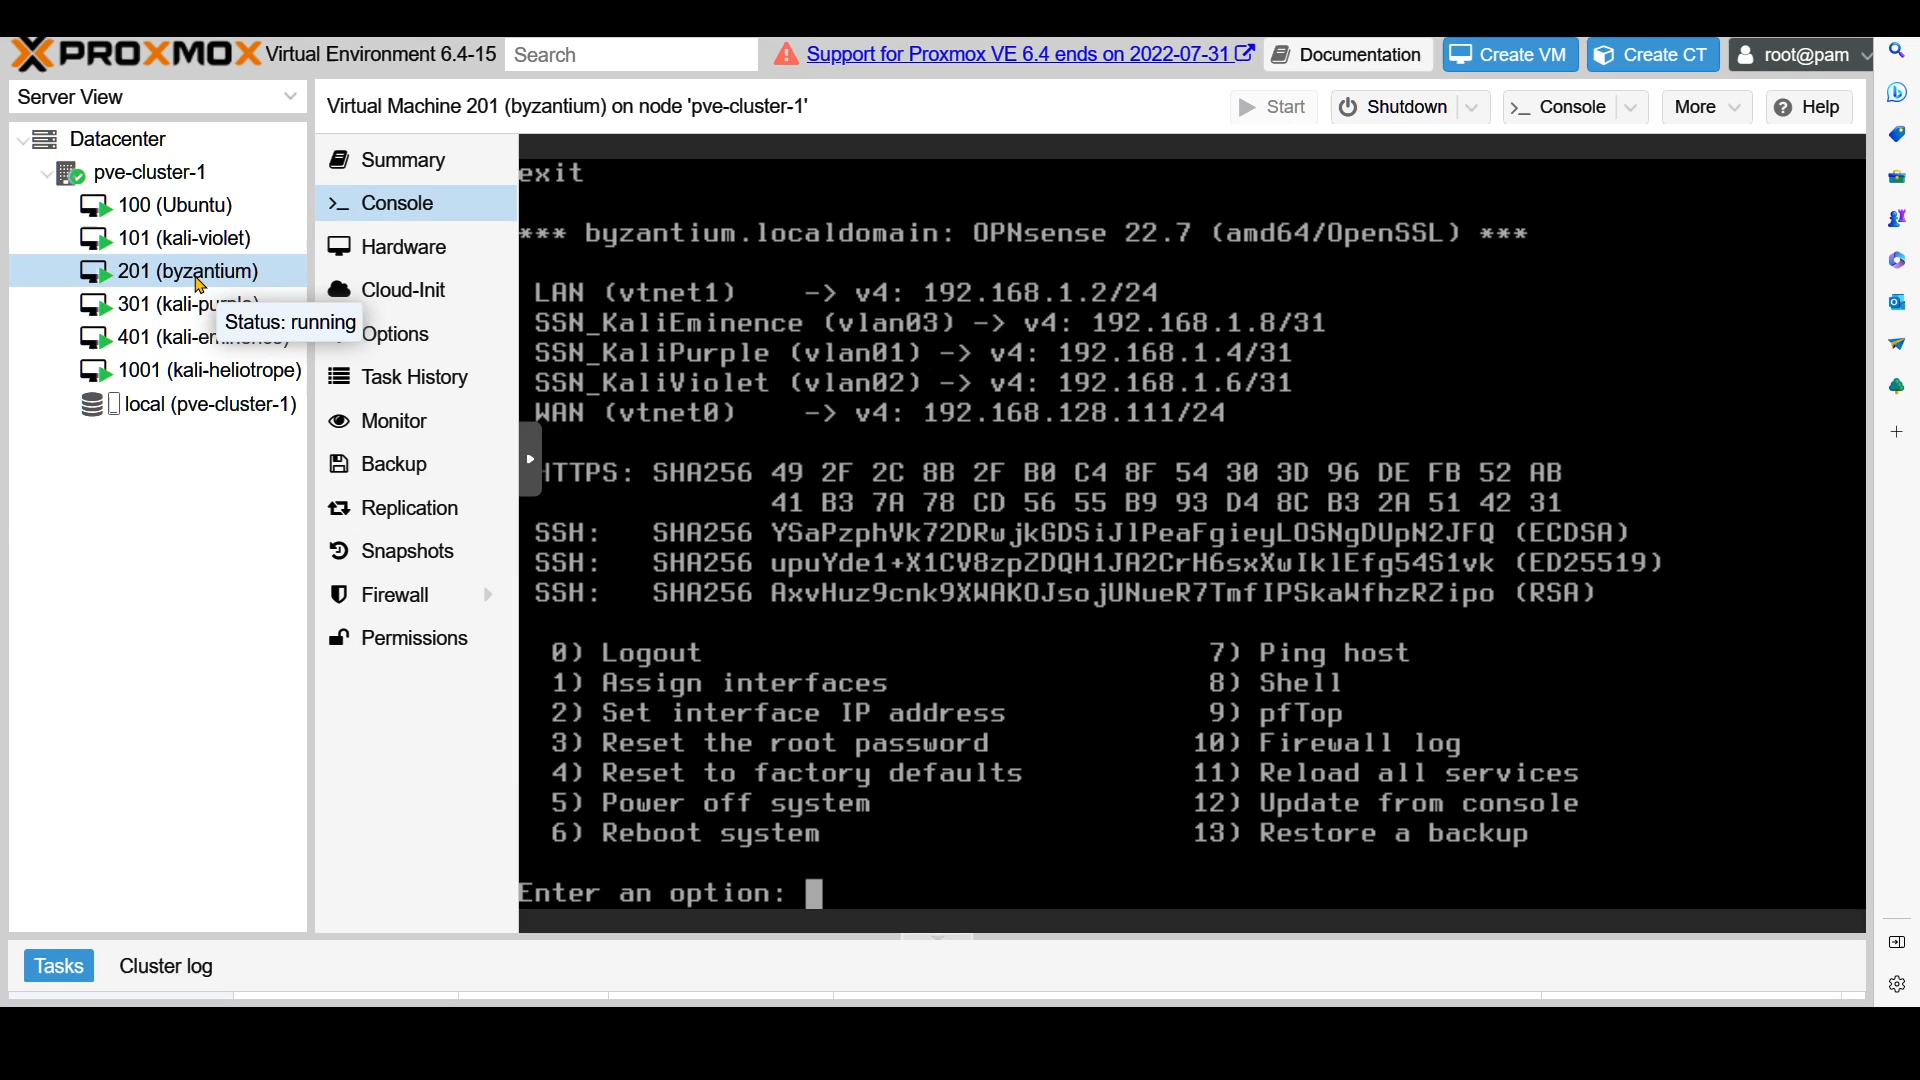 PROXMOX Virtual Environment 6.4-15
Search
Support for Proxmox VE 6.4 ends on 2022-07-31
Documentation
Create VM
Create CT
root@pam
Server View
Virtual Machine 201 (byzantium) on node 'pve-cluster-1'
Start
Shutdown
Console
More
Help
Datacenter
pve-cluster-1
100 (Ubuntu)
101 (kali-violet)
201 (byzantium)
301 (kali-purple)
Status: running
401
1001 (kali-heliotrope)
local (pve-cluster-1)
Summary
Console
Hardware
Cloud-Init
Options
Task History
Monitor
Backup
Replication
Snapshots
Firewall
Permissions
exit
*** byzantium.localdomain: OPNsense 22.7 (amd64/OpenSSL) ***
LAN (vtnet1) -> v4: 192.168.1.2/24
SSN_KaliEminence (vlan03) -> v4: 192.168.1.8/31
SSN_KaliPurple (vlan01) -> v4: 192.168.1.4/31
SSN_KaliViolet (vlan02) -> v4: 192.168.1.6/31
WAN (vtnet0) -> v4: 192.168.128.111/24
HTTPS: SHA256 49 2F 2C 8B 2F B0 C4 8F 54 30 3D 96 DE FB 52 AB
41 B3 7A 78 CD 56 55 B9 93 D4 8C B3 2A 51 42 31
SSH: SHA256 YSaPzphVk72DRwjkGDSiJlPeaFgieyLOSNgDUpN2JFQ (ECDSA)
SSH: SHA256 upuYde1+X1CV8zpZDQH1JA2CrH6sxXwIklEfg54S1vk (ED25519)
SSH: SHA256 AxvHuz9cnk9XWAKOJsojUNueR7TmfIPSkaWfhzRZipo (RSA)
0) Logout 7) Ping host
1) Assign interfaces 8) Shell
2) Set interface IP address 9) pfTop
3) Reset the root password 10) Firewall log
4) Reset to factory defaults 11) Reload all services
5) Power off system 12) Update from console
6) Reboot system 13) Restore a backup
Enter an option:
Tasks
Cluster log